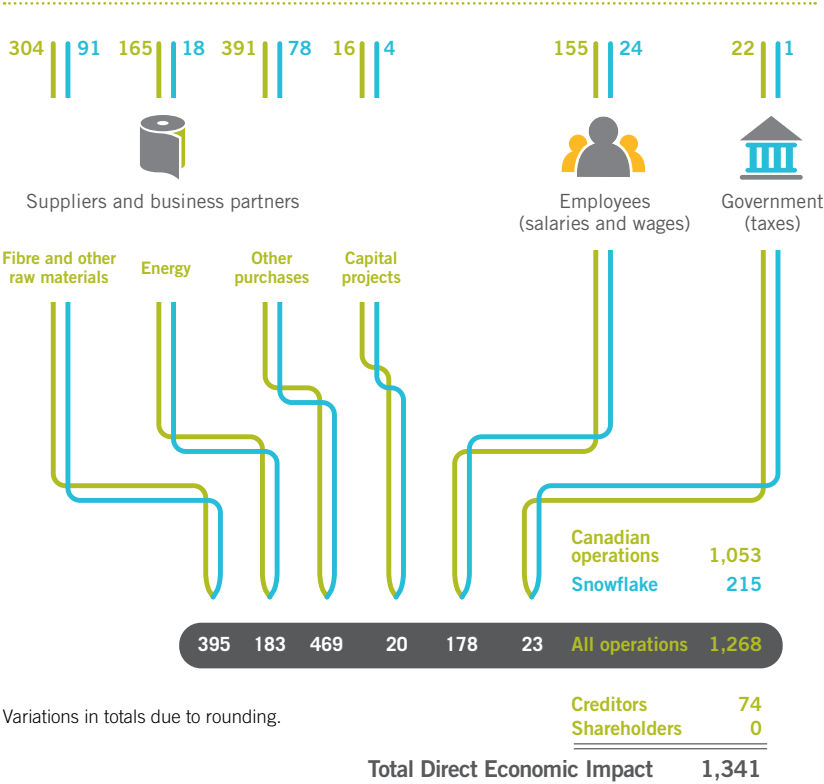 304 91 165 18 391 78 16 4 155 24 22 1
Suppliers and business partners
Employees
(salaries and wages)
Government
(taxes)
Fibre and other
raw materials
Energy
Other
purchases
Capital
projects
Canadian
operations 1,053
Snowflake 215
395 183 469 20 178 23 All operations 1,268
Variations in totals due to rounding.
Creditors 74
Shareholders 0
Total Direct Economic Impact 1,341